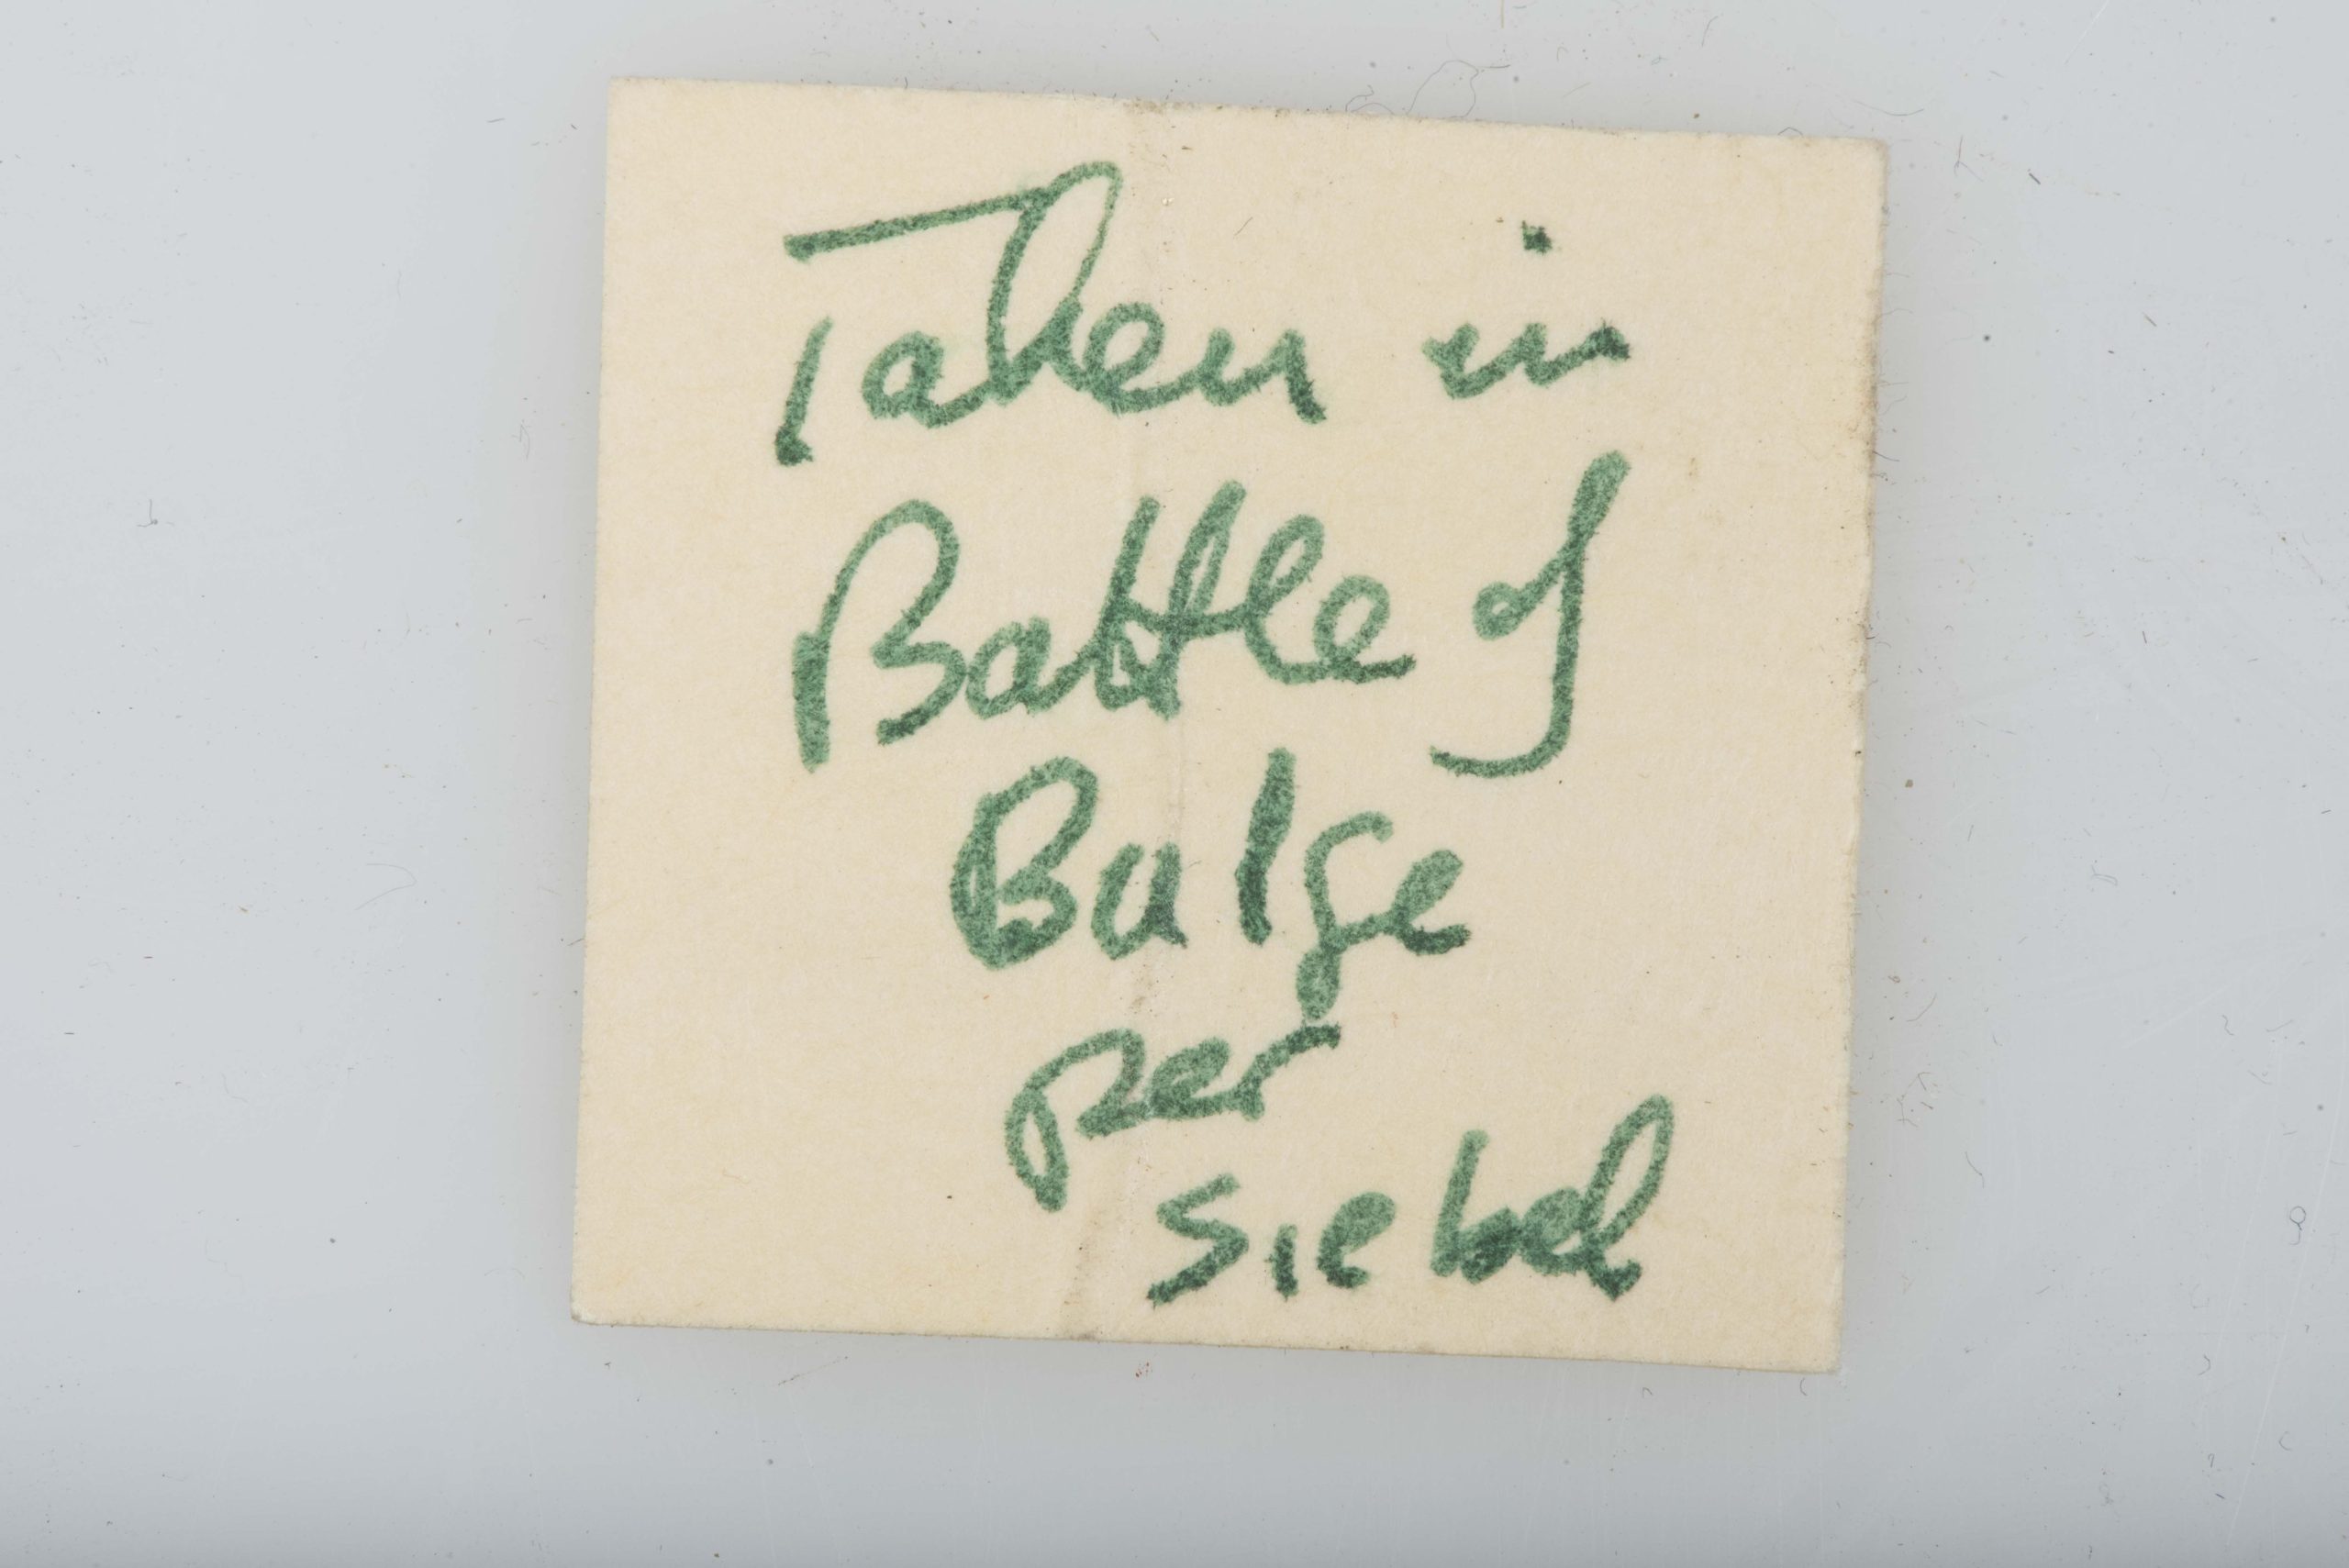 Taken in
Battle of
Bulge
per
Siebel